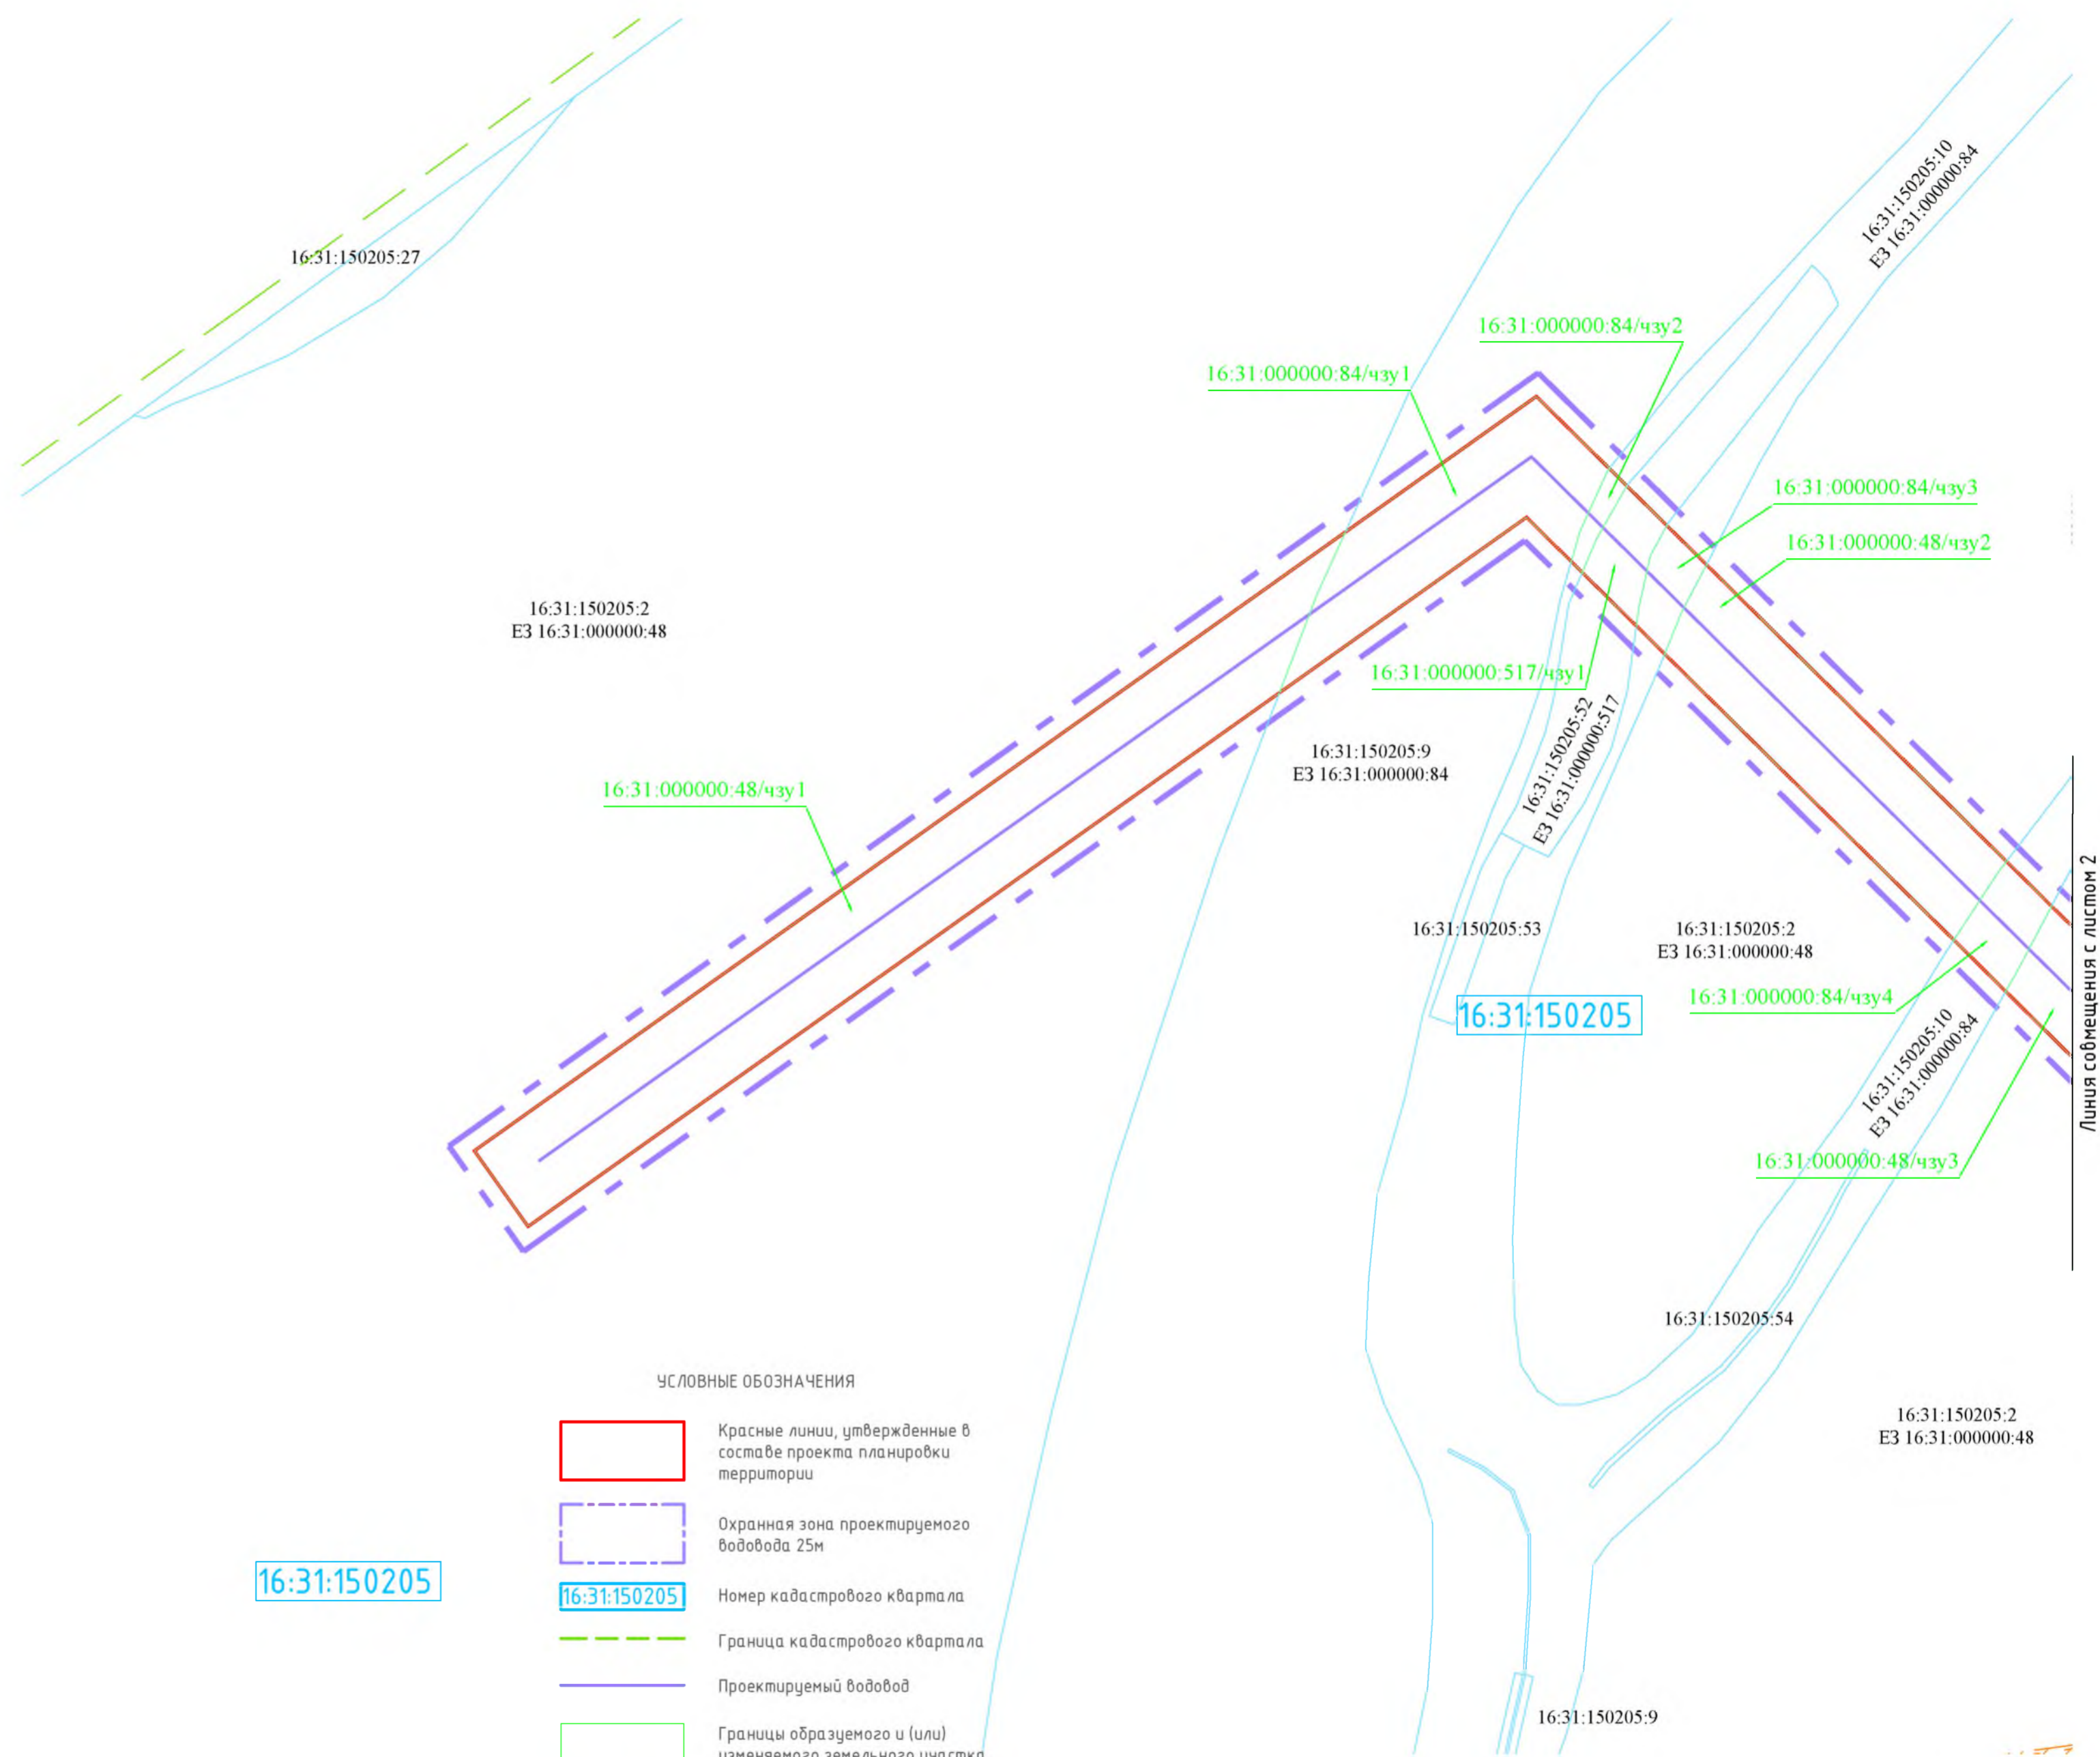 16:31:150205:10
ЕЗ 16:31:000000:84
16:31:150205:27
16:31:000000:84/чзу2
16:31:000000:84/чзу1
16:31:000000:84/чзу3
16:31:000000:48/чзу2
16:31:150205:2
ЕЗ 16:31:000000:48
16:31:000000:517/чзу1
16:31:150205:52
ЕЗ 16:31:000000:517
16:31:150205:9
ЕЗ 16:31:000000:84
16:31:000000:48/чзу1
Линия совмещения с листом 2
16:31:150205:53
16:31:150205:2
ЕЗ 16:31:000000:48
16:31:000000:84/чзу4
16:31:150205
16:31:150205:10
ЕЗ 16:31:000000:84
16:31:000000:48/чзу3
16:31:150205:54
16:31:150205:2
ЕЗ 16:31:000000:48
УСЛОВНЫЕ ОБОЗНАЧЕНИЯ
Красные линии, утвержденные в
составе проекта планировки
территории
Охранная зона проектируемого
водовода 25м
16:31:150205
16:31:150205
Номер кадастрового квартала
Граница кадастрового квартала
Проектируемый водовод
16:31:150205:9
Границы образуемого и (или)
изменяемого земельного участка